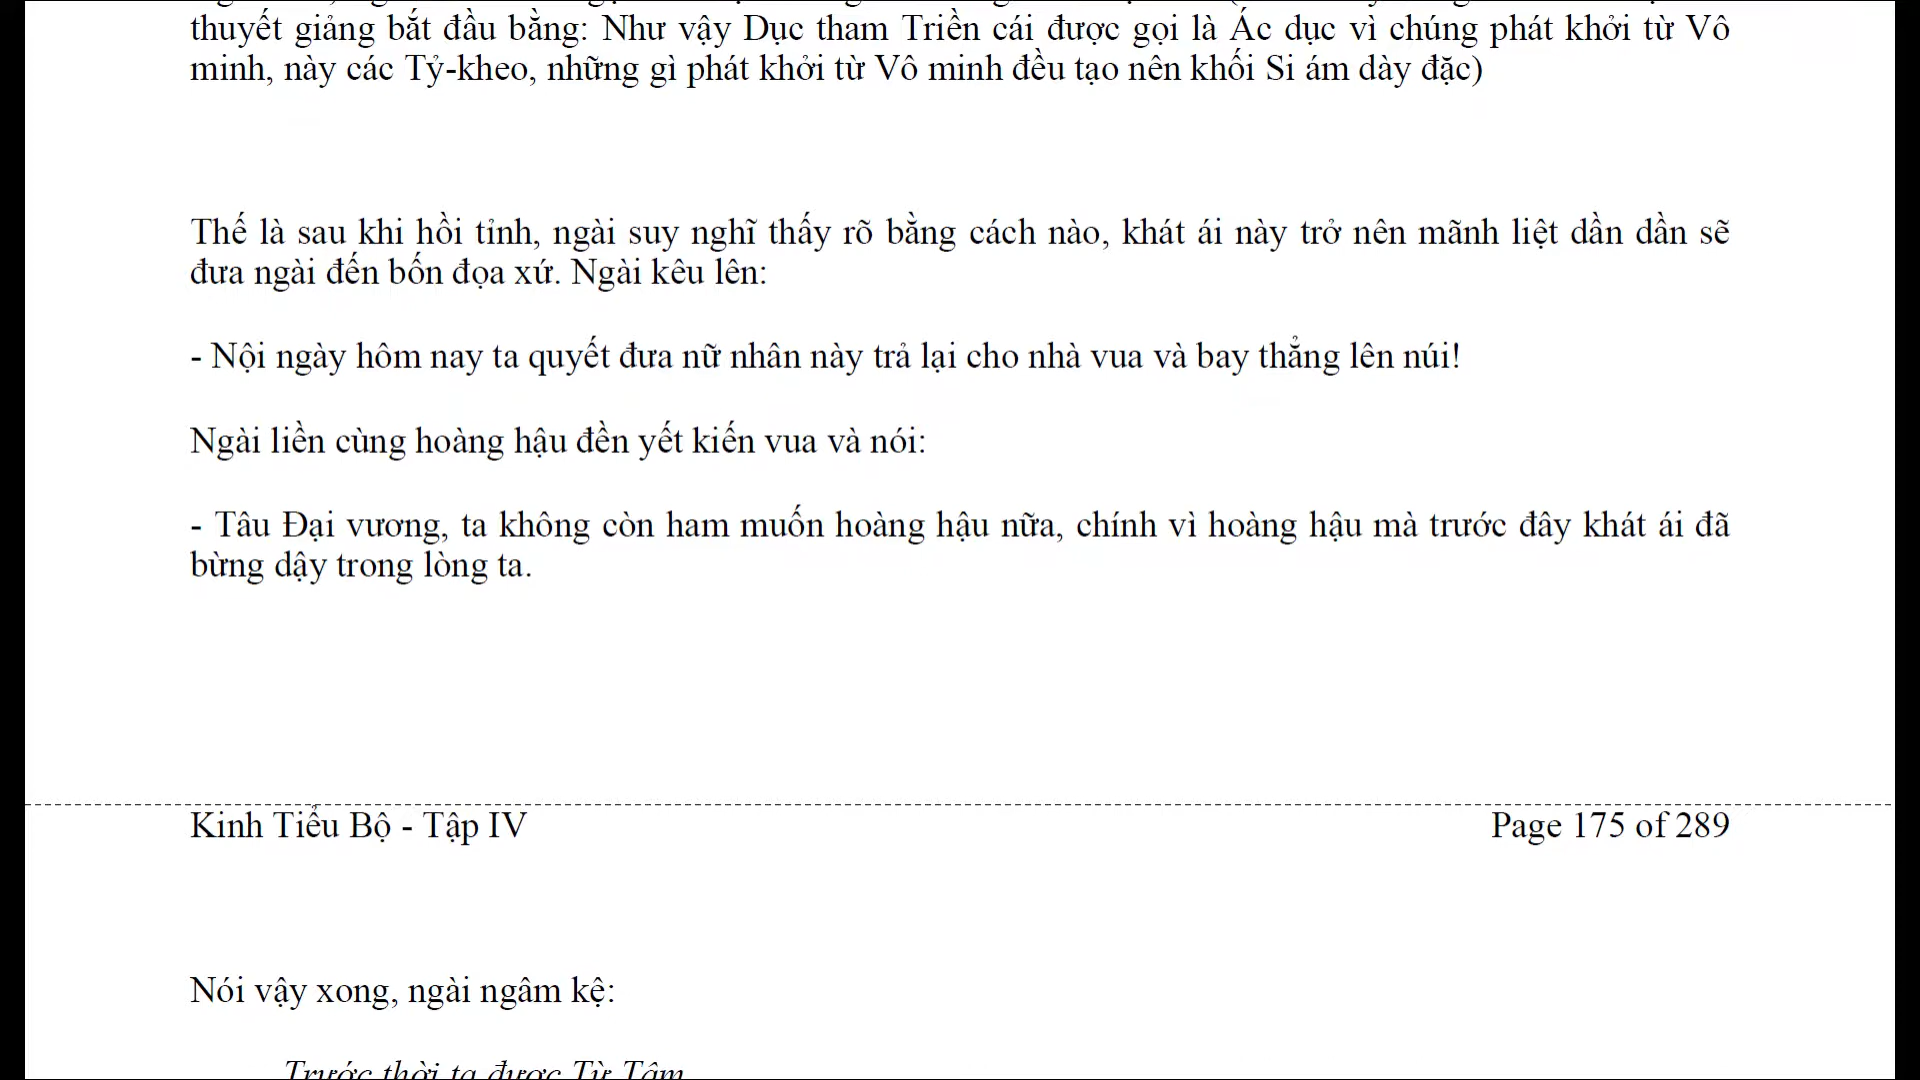 thuyết giảng bắt đầu bằng: Như vậy Dục tham Triền cái được gọi là Ác dục vì chúng phát khởi từ Vô
minh, này các Tỷ-kheo, những gì phát khởi từ Vô minh đều tạo nên khối Si ám dày đặc)
Thế là sau khi hồi tỉnh, ngài suy nghĩ thấy rõ bằng cách nào, khát ái này trở nên mãnh liệt dần dần sẽ
đưa ngài đến bốn đọa xứ. Ngài kêu lên:
- Nội ngày hôm nay ta quyết đưa nữ nhân này trả lại cho nhà vua và bay thẳng lên núi!
Ngài liền cùng hoàng hậu đền yết kiến vua và nói:
- Tâu Đại vương, ta không còn ham muốn hoàng hậu nữa, chính vì hoàng hậu mà trước đây khát ái đã
bừng dậy trong lòng ta.
Kinh Tiểu Bộ - Tập IV Page 175 of 289
Nói vậy xong, ngài ngâm kệ:
Trước thời ta được Từ Tâm